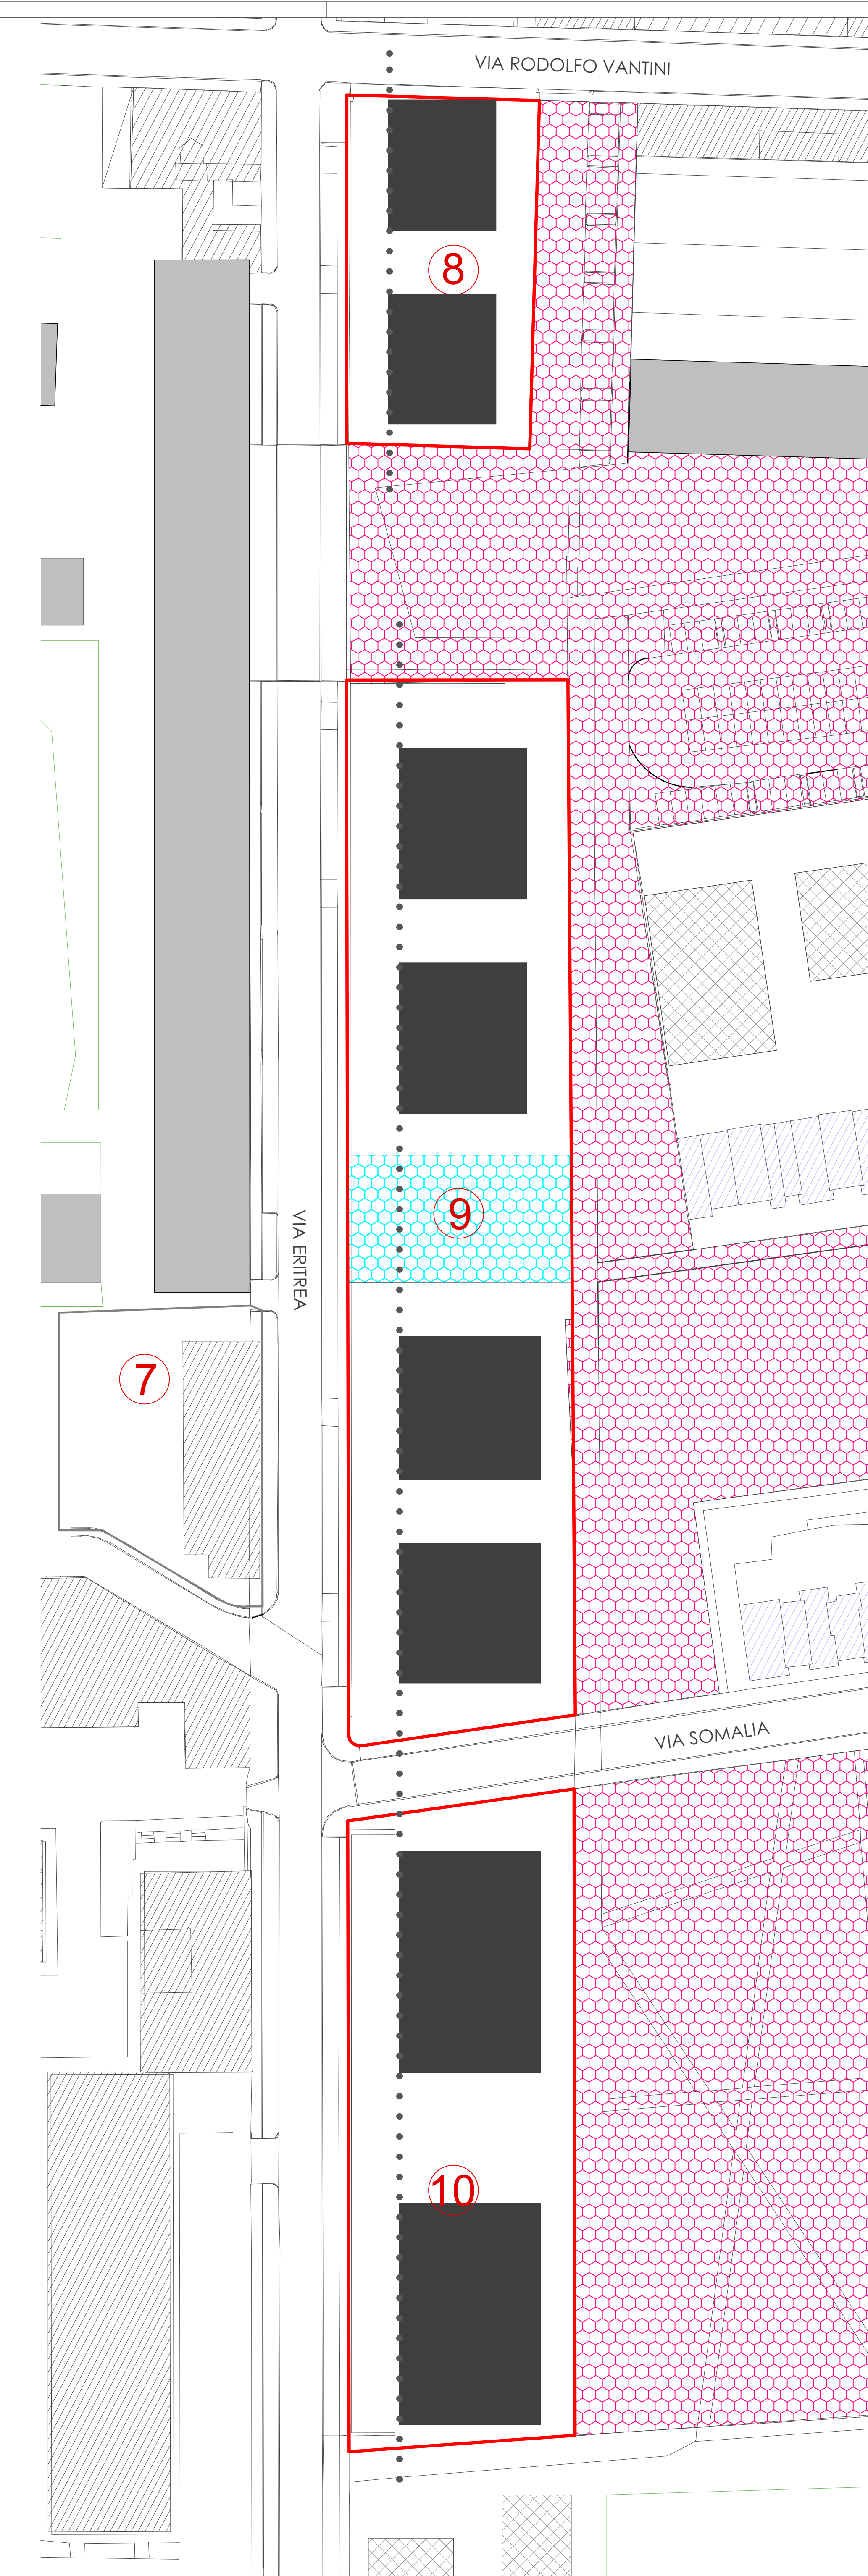 VIA RODOLFO VANTINI
8
VIA ERITREA
9
7
VIA SOMALIA
10